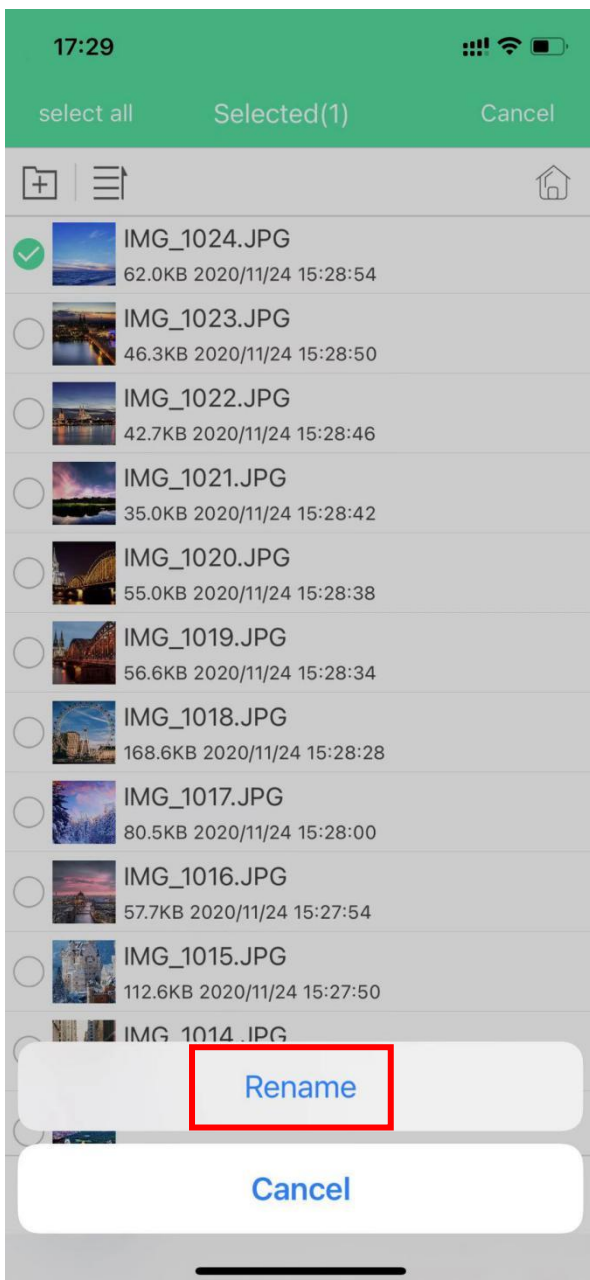 17:29
select all Selected(1) Cancel
IMG_1024.JPG
62.0KB 2020/11/24 15:28:54
IMG_1023.JPG
46.3KB 2020/11/24 15:28:50
IMG_1022.JPG
42.7KB 2020/11/24 15:28:46
IMG_1021.JPG
35.0KB 2020/11/24 15:28:42
IMG_1020.JPG
55.0KB 2020/11/24 15:28:38
IMG_1019.JPG
56.6KB 2020/11/24 15:28:34
IMG_1018.JPG
168.6KB 2020/11/24 15:28:28
IMG_1017.JPG
80.5KB 2020/11/24 15:28:00
IMG_1016.JPG
57.7KB 2020/11/24 15:27:54
IMG_1015.JPG
112.6KB 2020/11/24 15:27:50
IMG_1014.JPG
Rename
Cancel